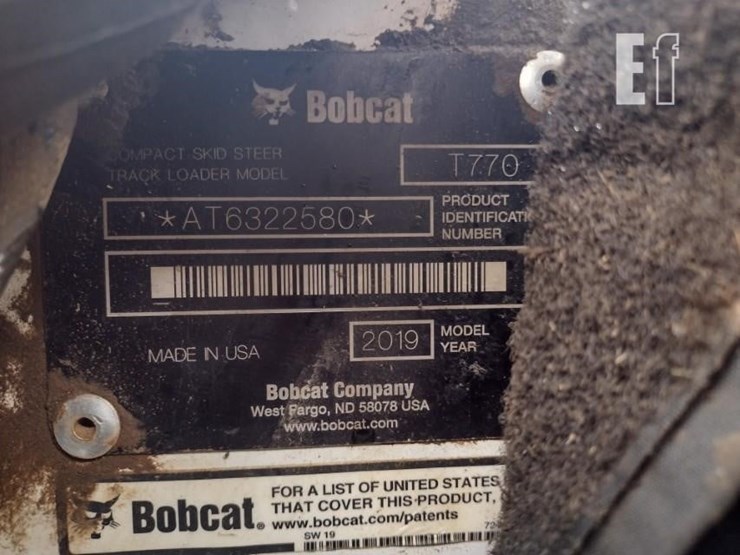 Ef
Bobcat
COMPACT SKID STEER
TRACK LOADER MODEL
T770
*AT6322580*
PRODUCT
NUMBER
MADE IN USA
2019
MODEL
YEAR
Bobcat Company
West Fargo, ND 58078 USA
www.bobcat.com
Bobcat®
FOR A LIST OF UNITED STATES
THAT COVER THIS PRODUCT,
www.bobcat.com/patents
SW 19